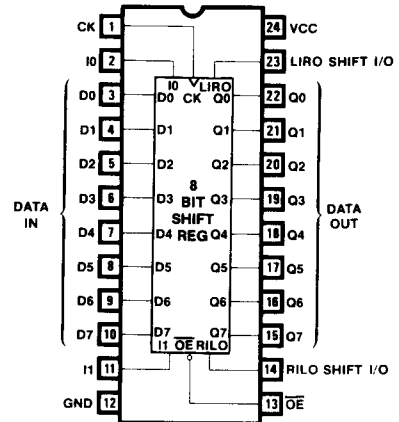 CK 1 24 VCC
I0 2 23 LIRO SHIFT I/O
I0 LIRO
D0 3 D0 CK Q0 22 Q0
D1 4 D1 Q1 21 Q1
D2 5 D2 Q2 20 Q2
D3 6 D3 8 Q3 19 Q3
DATA IN BIT DATA OUT
SHIFT
D4 7 D4 REG Q4 18 Q4
D5 8 D5 Q5 17 Q5
D6 9 D6 Q6 16 Q6
D7 10 D7 Q7 15 Q7
I1 OE RILO
I1 11 14 RILO SHIFT I/O
GND 12 13 OE